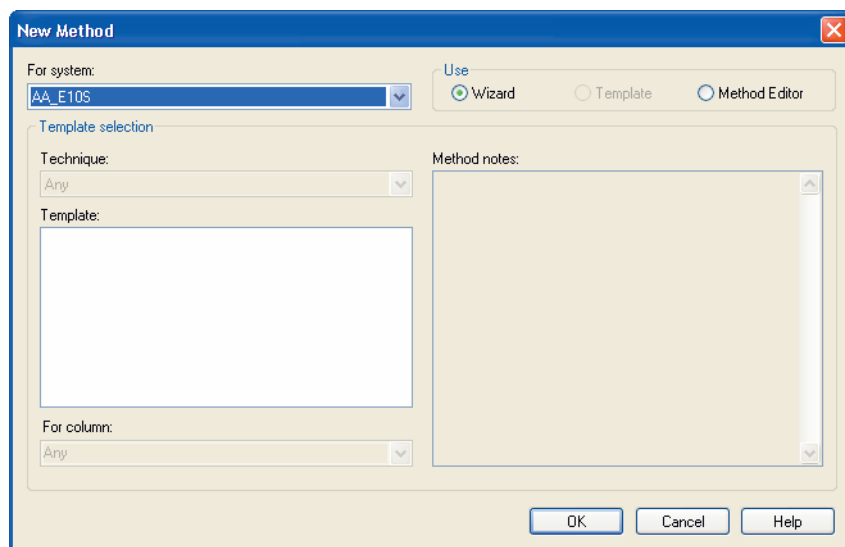 New Method
For system:
AA_E10S
Use
Wizard
Template
Method Editor
Template selection
Technique:
Any
Template:
For column:
Any
Method notes:
OK
Cancel
Help